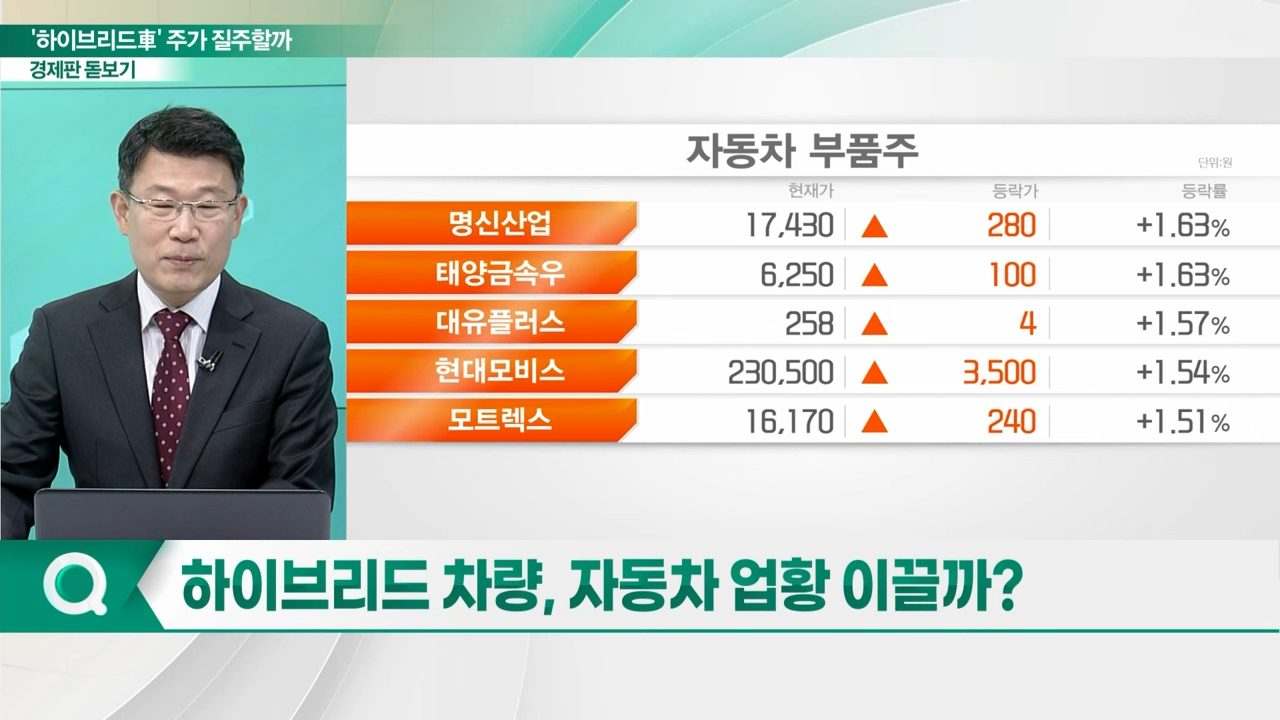 '하이브리드車' 주가 질주할까
경제판 돋보기
자동차 부품주
단위:원
현재가 등락가 등락률
명신산업 17,430 ▲ 280 +1.63%
태양금속우 6,250 ▲ 100 +1.63%
대유플러스 258 ▲ 4 +1.57%
현대모비스 230,500 ▲ 3,500 +1.54%
모트렉스 16,170 ▲ 240 +1.51%
Q 하이브리드 차량, 자동차 업황 이끌까?